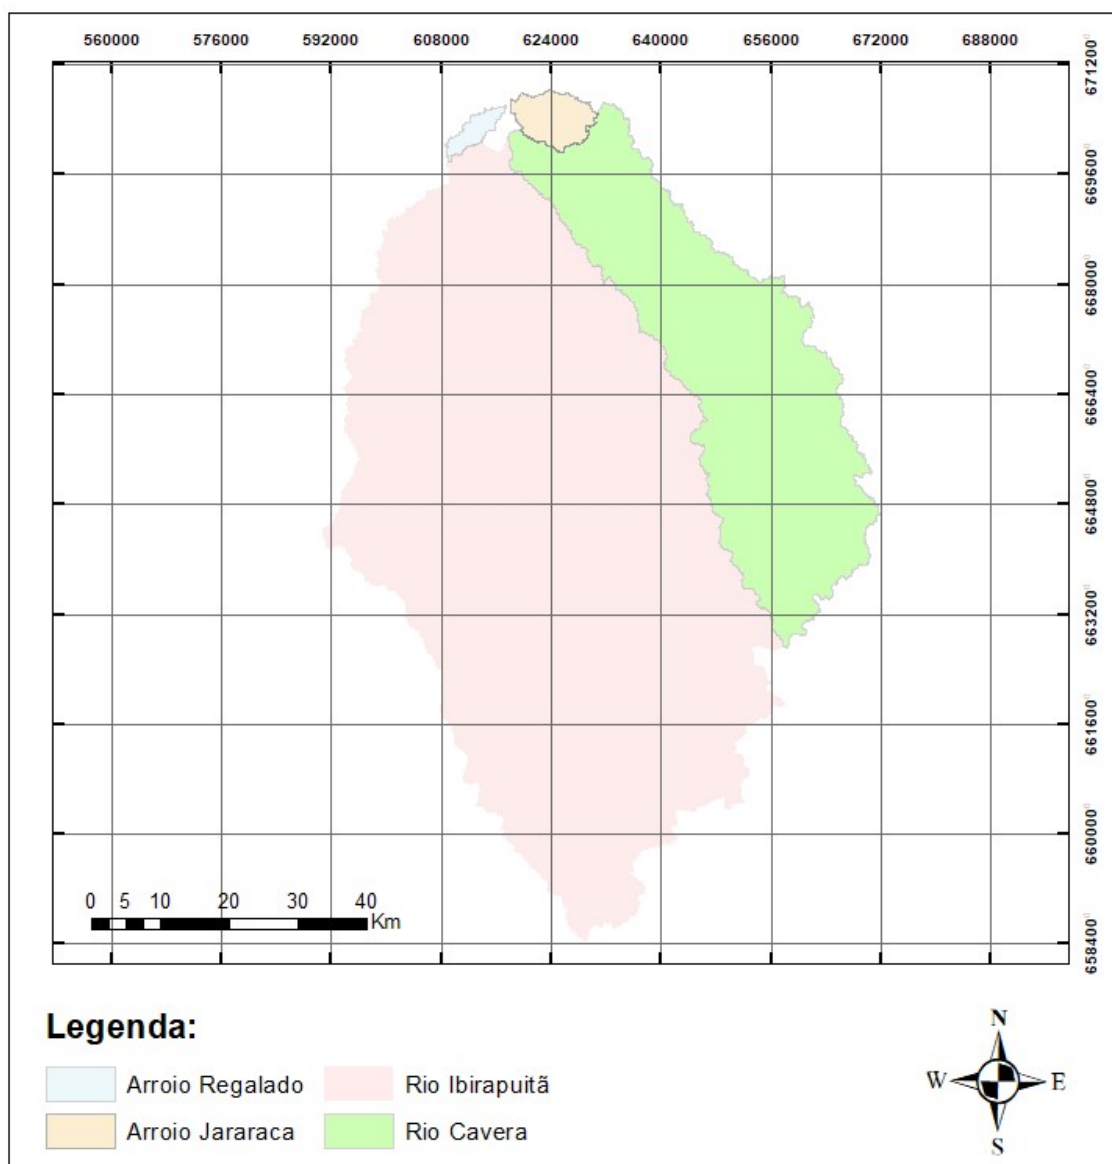 560000 576000 592000 608000 624000 640000 656000 672000 688000
6712000
6696000
6680000
6664000
6648000
6632000
6616000
6600000
6584000
0 5 10 20 30 40
Km
Legenda:
Arroio Regalado Rio Ibirapuitã
Arroio Jararaca Rio Cavera
N
W E
S